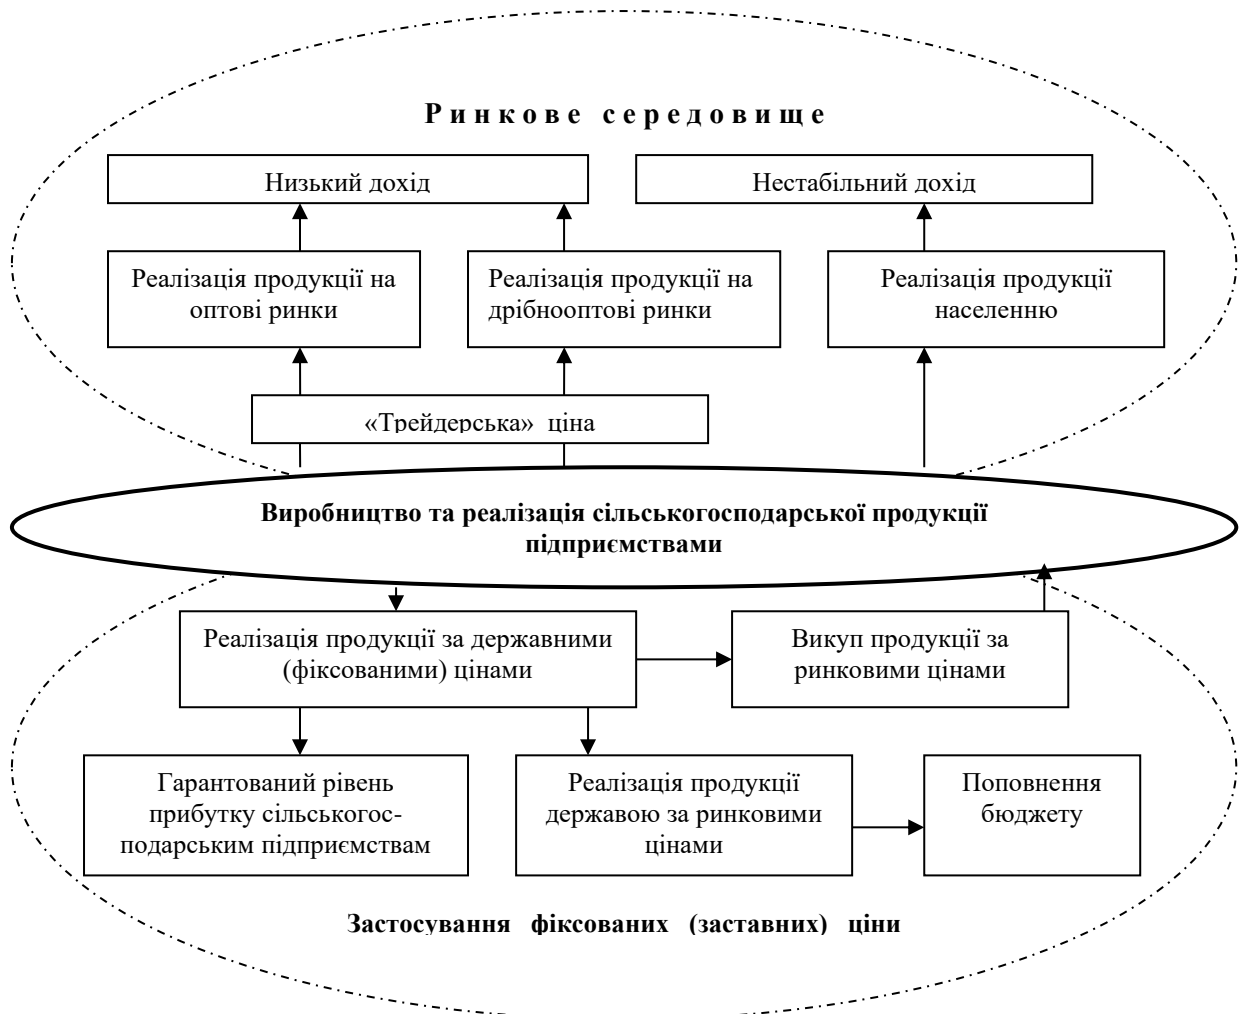 Ринкове середовище
Низький дохід
Нестабільний дохід
Реалізація продукції на
оптові ринки
Реалізація продукції на
дрібнооптові ринки
Реалізація продукції
населенню
«Трейдерська» ціна
Виробництво та реалізація сільськогосподарської продукції
підприємствами
Реалізація продукції за державними
(фіксованими) цінами
Викуп продукції за
ринковими цінами
Гарантований рівень
прибутку сільськогос-
подарським підприємствам
Реалізація продукції
державою за ринковими
цінами
Поповнення
бюджету
Застосування фіксованих (заставних) ціни